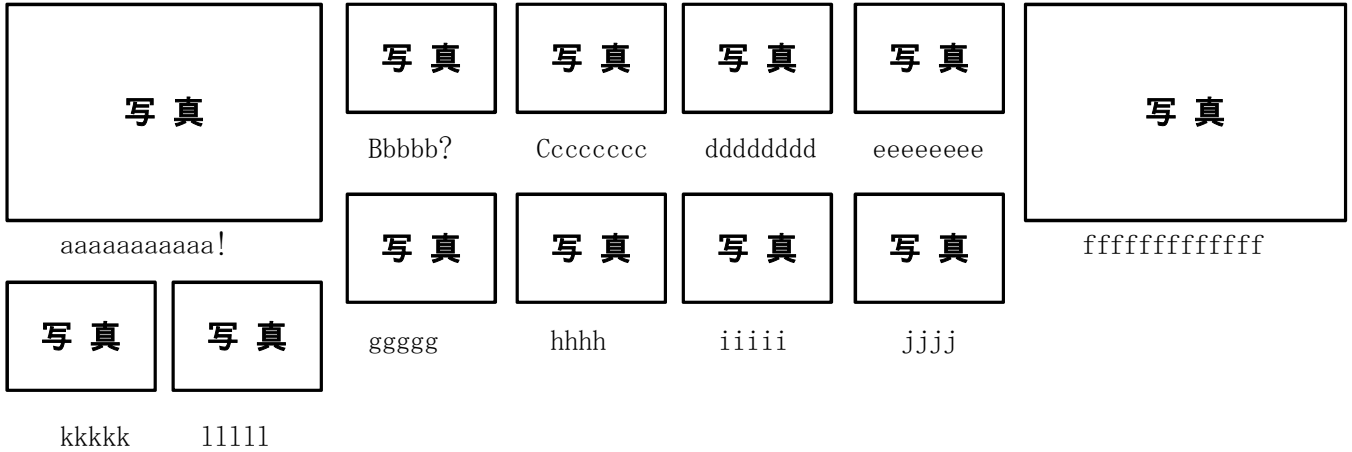 写 真
写 真
写 真
写 真
写 真
写 真
Bbbbb?
Cccccccc
dddddddd
eeeeeeee
aaaaaaaaaaa!
写 真
写 真
写 真
写 真
fffffffffffff
写 真
写 真
ggggg
hhhh
iiiii
jjjj
kkkkk
lllll